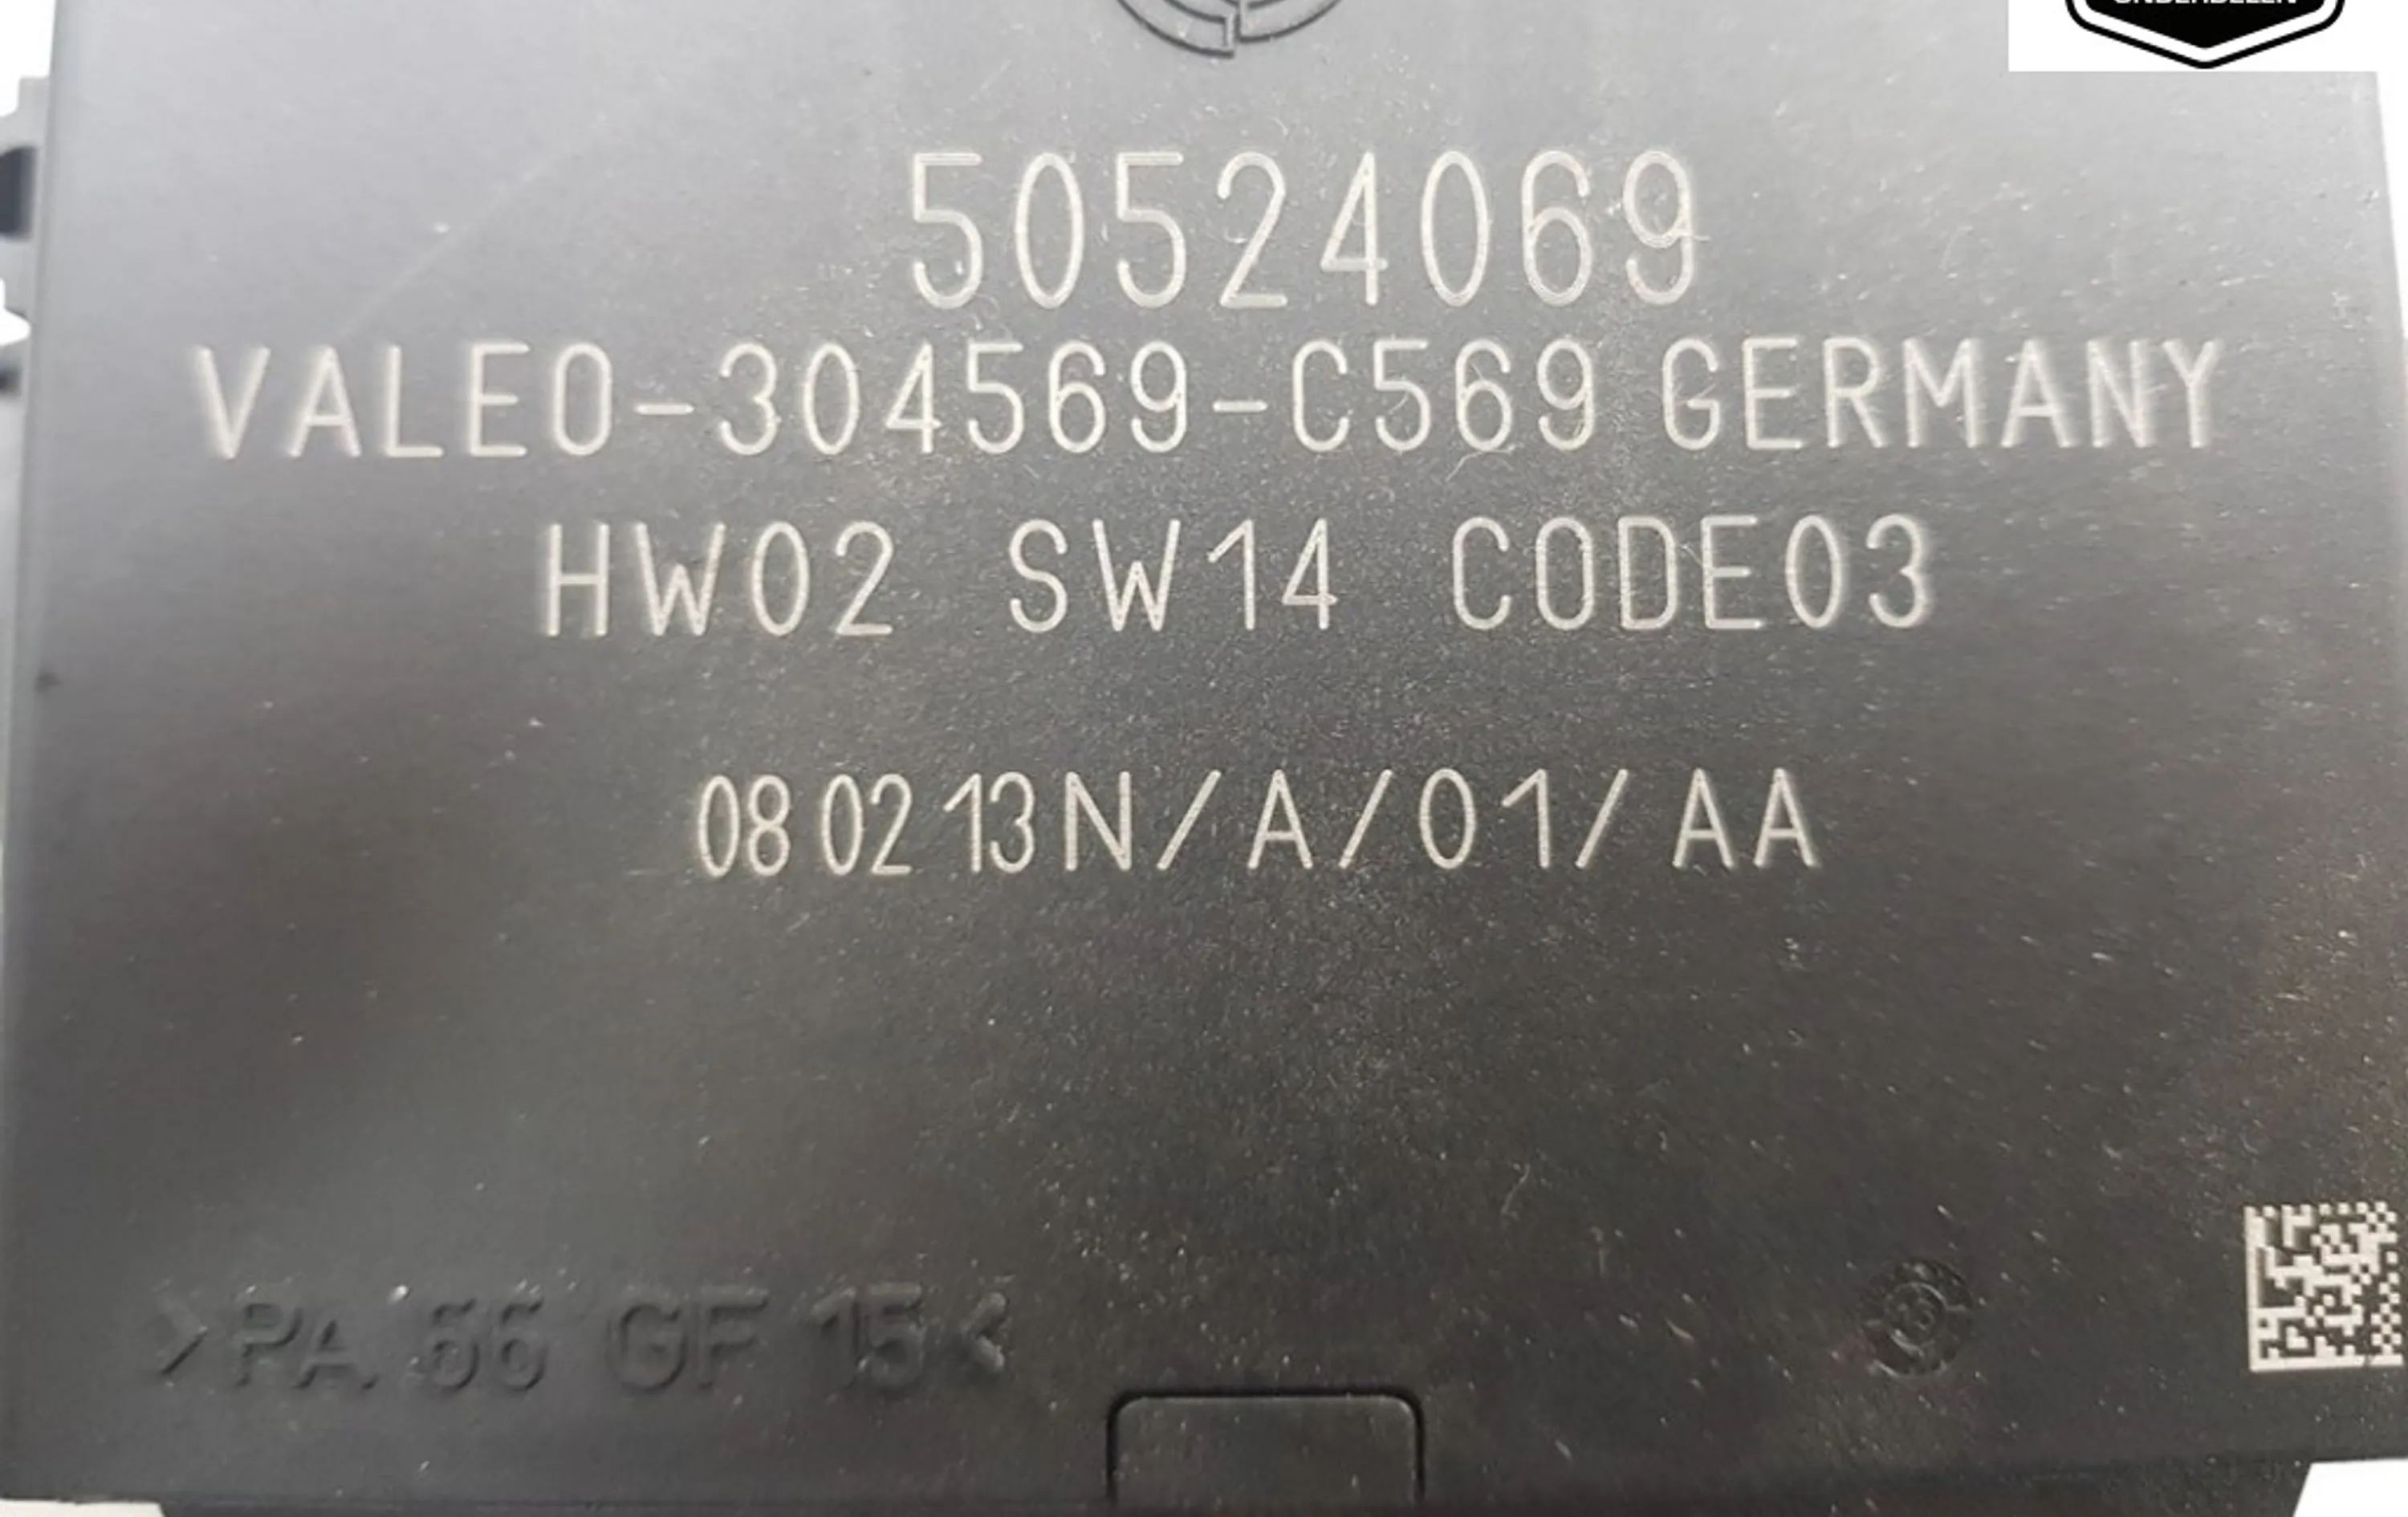 50524069
VALEO-304569-C569 GERMANY
HW02 SW14 CODE03
08 02 13 N/A/01/AA
>PA 66 GF 15<